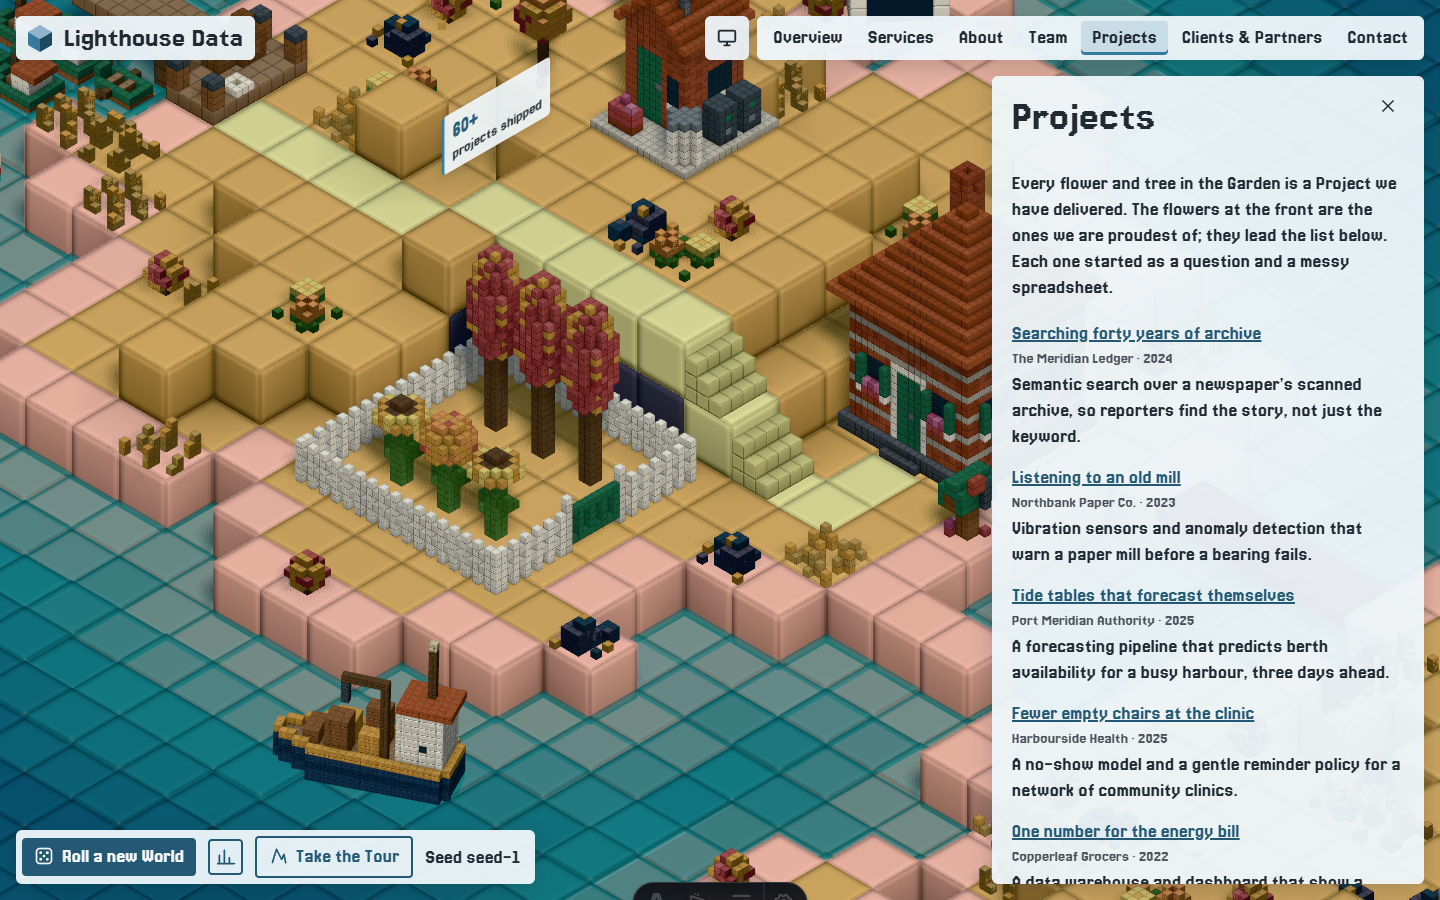 Lighthouse Data
Overview Services About Team Projects Clients & Partners Contact
60+
projects shipped
Projects
Every flower and tree in the Garden is a Project we
have delivered. The flowers at the front are the
ones we are proudest of; they lead the list below.
Each one started as a question and a messy
spreadsheet.
Searching forty years of archive
The Meridian Ledger · 2024
Semantic search over a newspaper's scanned
archive, so reporters find the story, not just the
keyword.
Listening to an old mill
Northbank Paper Co. · 2023
Vibration sensors and anomaly detection that
warn a paper mill before a bearing fails.
Tide tables that forecast themselves
Port Meridian Authority · 2025
A forecasting pipeline that predicts berth
availability for a busy harbour, three days ahead.
Fewer empty chairs at the clinic
Harbourside Health · 2025
A no-show model and a gentle reminder policy for a
network of community clinics.
One number for the energy bill
Copperleaf Grocers · 2022
A data warehouse and dashboard that show a
Roll a new World
Take the Tour
Seed seed-1